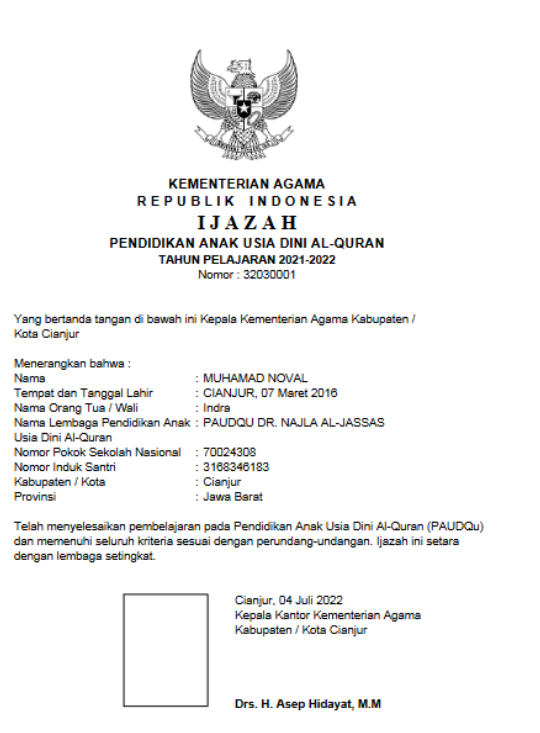 KEMENTERIAN AGAMA
REPUBLIK INDONESIA
IJAZAH
PENDIDIKAN ANAK USIA DINI AL-QURAN
TAHUN PELAJARAN 2021-2022
Nomor : 32030001
Yang bertanda tangan di bawah ini Kepala Kementerian Agama Kabupaten /
Kota Cianjur
Menerangkan bahwa :
Nama : MUHAMAD NOVAL
Tempat dan Tanggal Lahir : CIANJUR, 07 Maret 2016
Nama Orang Tua / Wali : Indra
Nama Lembaga Pendidikan Anak : PAUDQU DR. NAJLA AL-JASSAS
Usia Dini Al-Quran
Nomor Pokok Sekolah Nasional : 70024308
Nomor Induk Santri : 3168346183
Kabupaten / Kota : Cianjur
Provinsi : Jawa Barat
Telah menyelesaikan pembelajaran pada Pendidikan Anak Usia Dini Al-Quran (PAUDQu)
dan memenuhi seluruh kriteria sesuai dengan perundang-undangan. Ijazah ini setara
dengan lembaga setingkat.
Cianjur, 04 Juli 2022
Kepala Kantor Kementerian Agama
Kabupaten / Kota Cianjur
Drs. H. Asep Hidayat, M.M